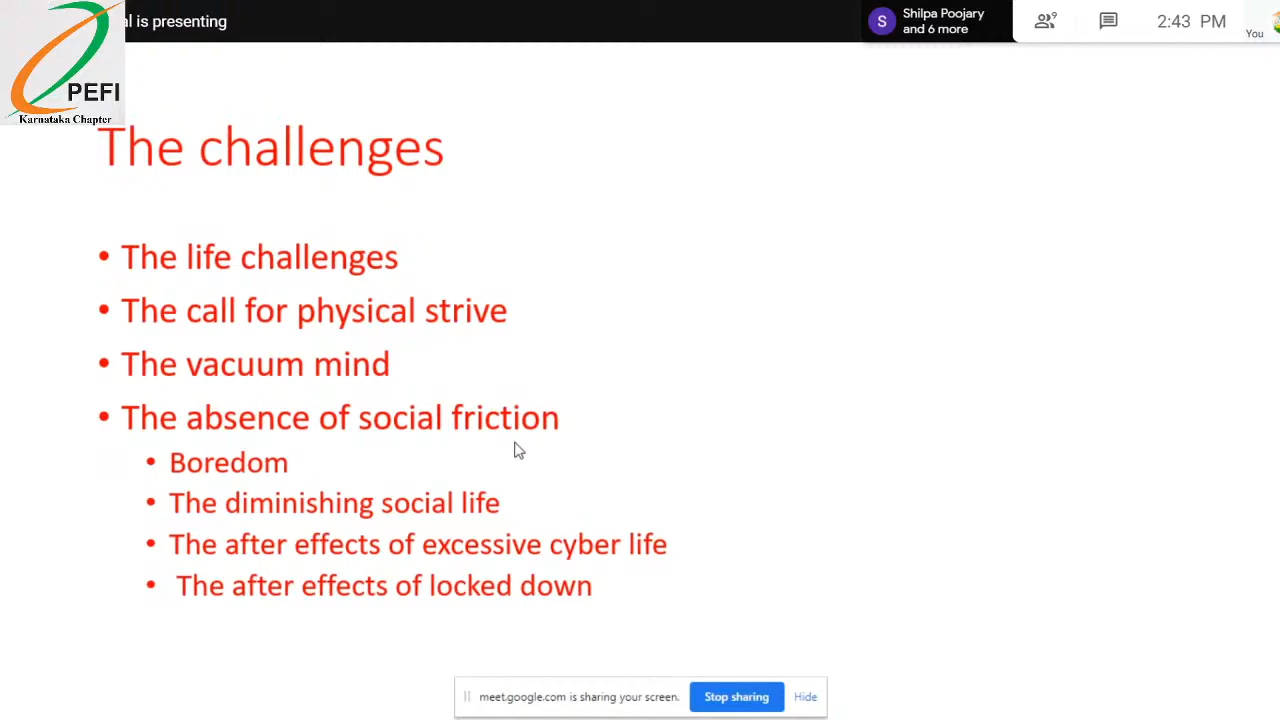 al is presenting
S
Shilpa Poojary
and 6 more
9
2:43 PM
You
PEFI
Karnataka Chapter
The challenges
• The life challenges
• The call for physical strive
• The vacuum mind
• The absence of social friction
• Boredom
• The diminishing social life
• The after effects of excessive cyber life
• The after effects of locked down
meet.google.com is sharing your screen.
Stop sharing
Hide